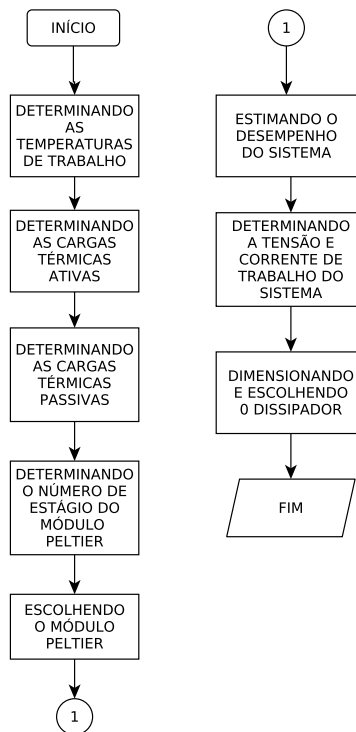 INÍCIO
DETERMINANDO
AS
TEMPERATURAS
DE TRABALHO
DETERMINANDO
AS CARGAS
TÉRMICAS
ATIVAS
DETERMINANDO
AS CARGAS
TÉRMICAS
PASSIVAS
DETERMINANDO
O NÚMERO DE
ESTÁGIO DO
MÓDULO
PELTIER
ESCOLHENDO
O MÓDULO
PELTIER
1
1
ESTIMANDO O
DESEMPENHO
DO SISTEMA
DETERMINANDO
A TENSÃO E
CORRENTE DE
TRABALHO DO
SISTEMA
DIMENSIONANDO
E ESCOLHENDO
0 DISSIPADOR
FIM